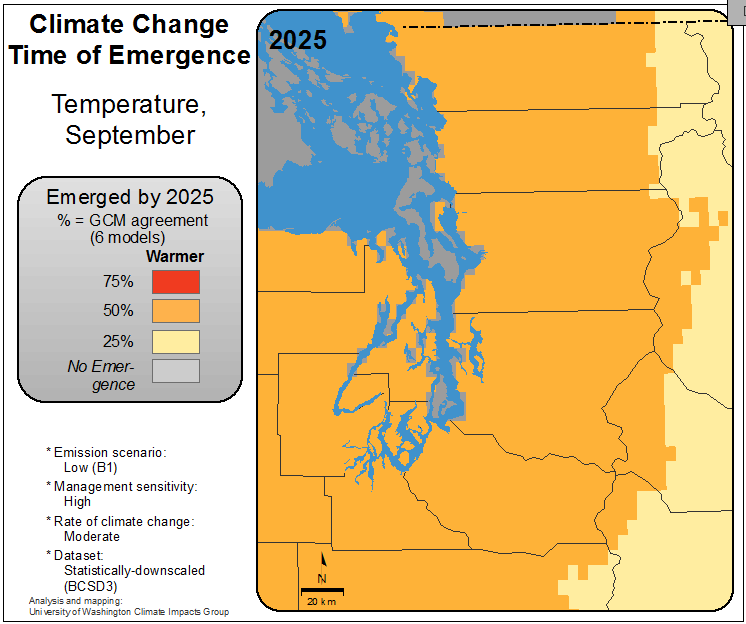 Climate Change
Time of Emergence
Temperature,
September
Emerged by 2025
% = GCM agreement
(6 models)
Warmer
75%
50%
25%
No Emer-
gence
* Emission scenario:
Low (B1)
* Management sensitivity:
High
* Rate of climate change:
Moderate
* Dataset:
Statistically-downscaled
(BCSD3)
Analysis and mapping:
University of Washington Climate Impacts Group
2025
N
20 km